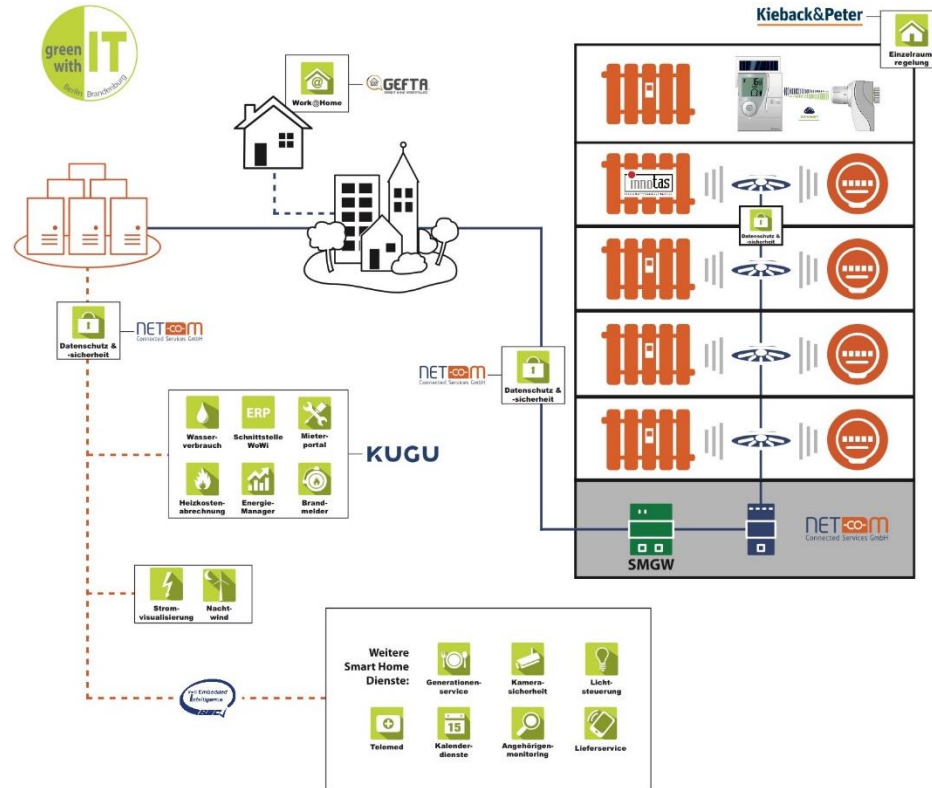 green
with
IT
Berlin Brandenburg
Kieback&Peter
Einzelraum
regelung
@
Work@Home
GEFTA
innotas
Datenschutz &
-sicherheit
Datenschutz &
-sicherheit
NET-co-M
Connected Services GmbH
NET-co-M
Connected Services GmbH
Datenschutz &
-sicherheit
ERP
Wasser-
verbrauch
Schnittstelle
WoWi
Mieter-
portal
KUGU
Heizkosten-
abrechnung
Energie-
Manager
Brand-
melder
NET-co-M
Connected Services GmbH
SMGW
Strom-
visualisierung
Nacht-
wind
Weitere
Smart Home
Dienste:
Generationen-
service
Kamera-
sicherheit
Licht-
steuerung
15
Telemed
Kalender-
dienste
Angehörigen-
monitoring
Lieferservice